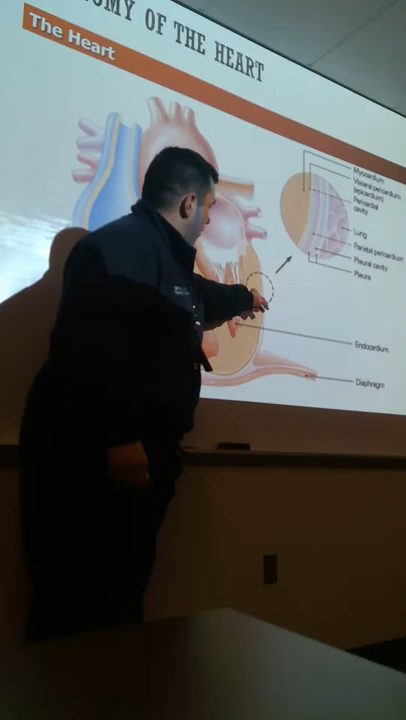 OMY OF THE HEART
The Heart
Myocardium
Visceral pericardium
(epicardium)
Pericardial
cavity
Lung
Parietal pericardium
Pleural cavity
Pleura
Endocardium
Diaphragm